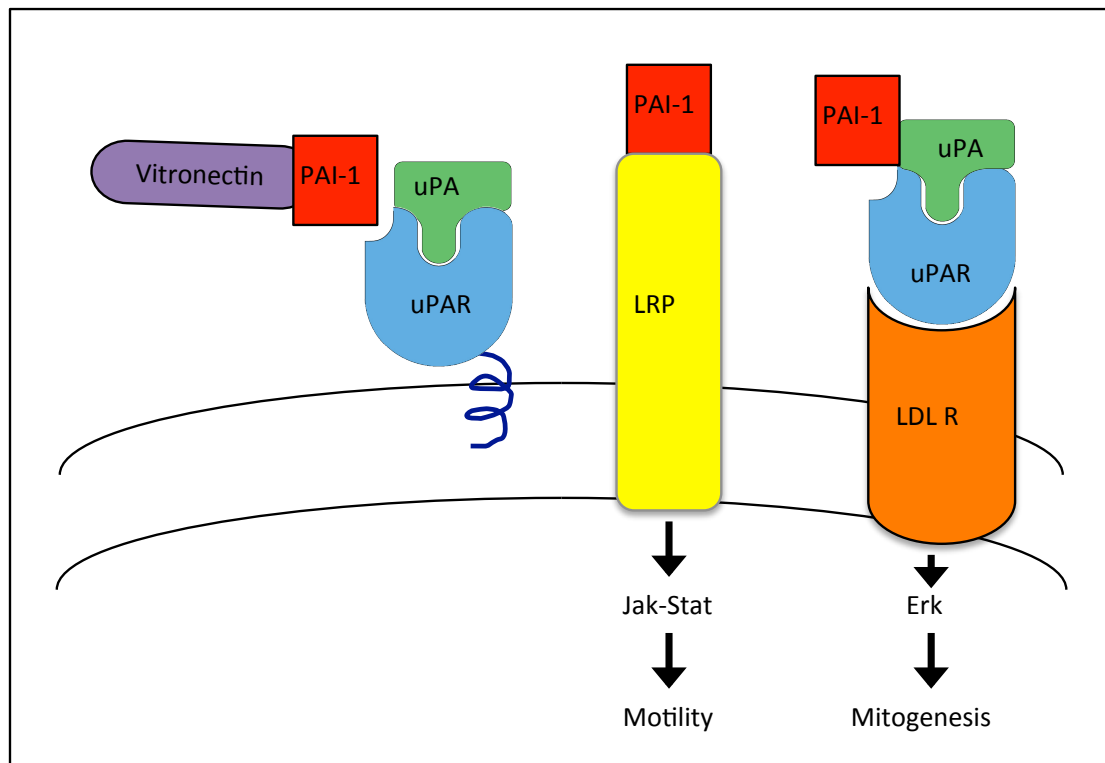 Vitronectin
PAI-1
uPA
uPAR
PAI-1
LRP
Jak-Stat
Motility
PAI-1
uPA
uPAR
LDL R
Erk
Mitogenesis